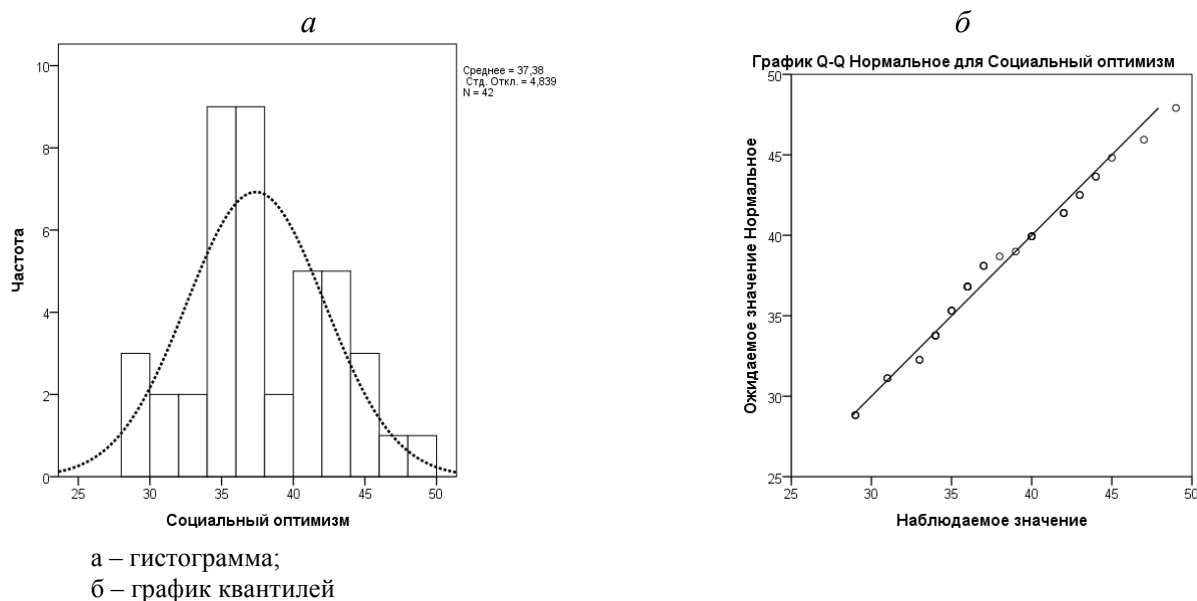 а
б
10
8
6
4
2
0
Частота
25 30 35 40 45 50
Социальный оптимизм
Среднее = 37,38
Стд. Откл. = 4,839
N = 42
График Q-Q Нормальное для Социальный оптимизм
50
45
40
35
30
25
Ожидаемое значение Нормальное
25 30 35 40 45 50
Наблюдаемое значение
а – гистограмма;
б – график квантилей